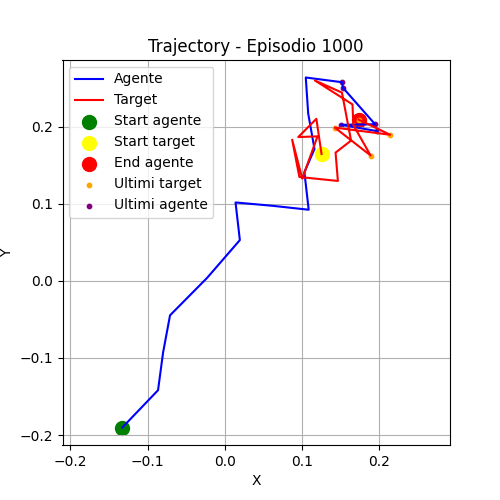 Trajectory - Episodio 1000
Agente
Target
Start agente
Start target
End agente
Ultimi target
Ultimi agente
Y
0.2
0.1
0.0
−0.1
−0.2
−0.2
−0.1
0.0
0.1
0.2
X